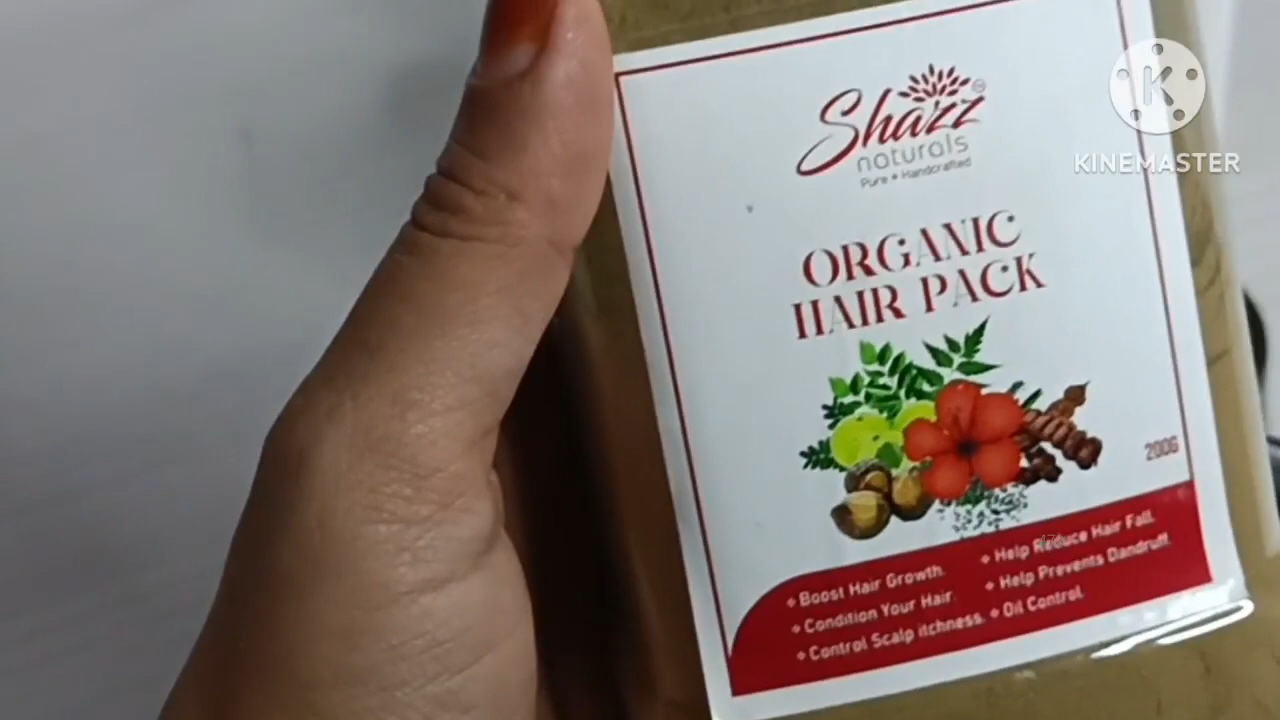 Shazz
naturals
Pure • Handcrafted
ORGANIC
HAIR PACK
200G
Boost Hair Growth.
Condition Your Hair.
Control Scalp itchness.
Help Reduce Hair Fall.
Help Prevents Dandruff.
Oil Control.
K
KINEMASTER